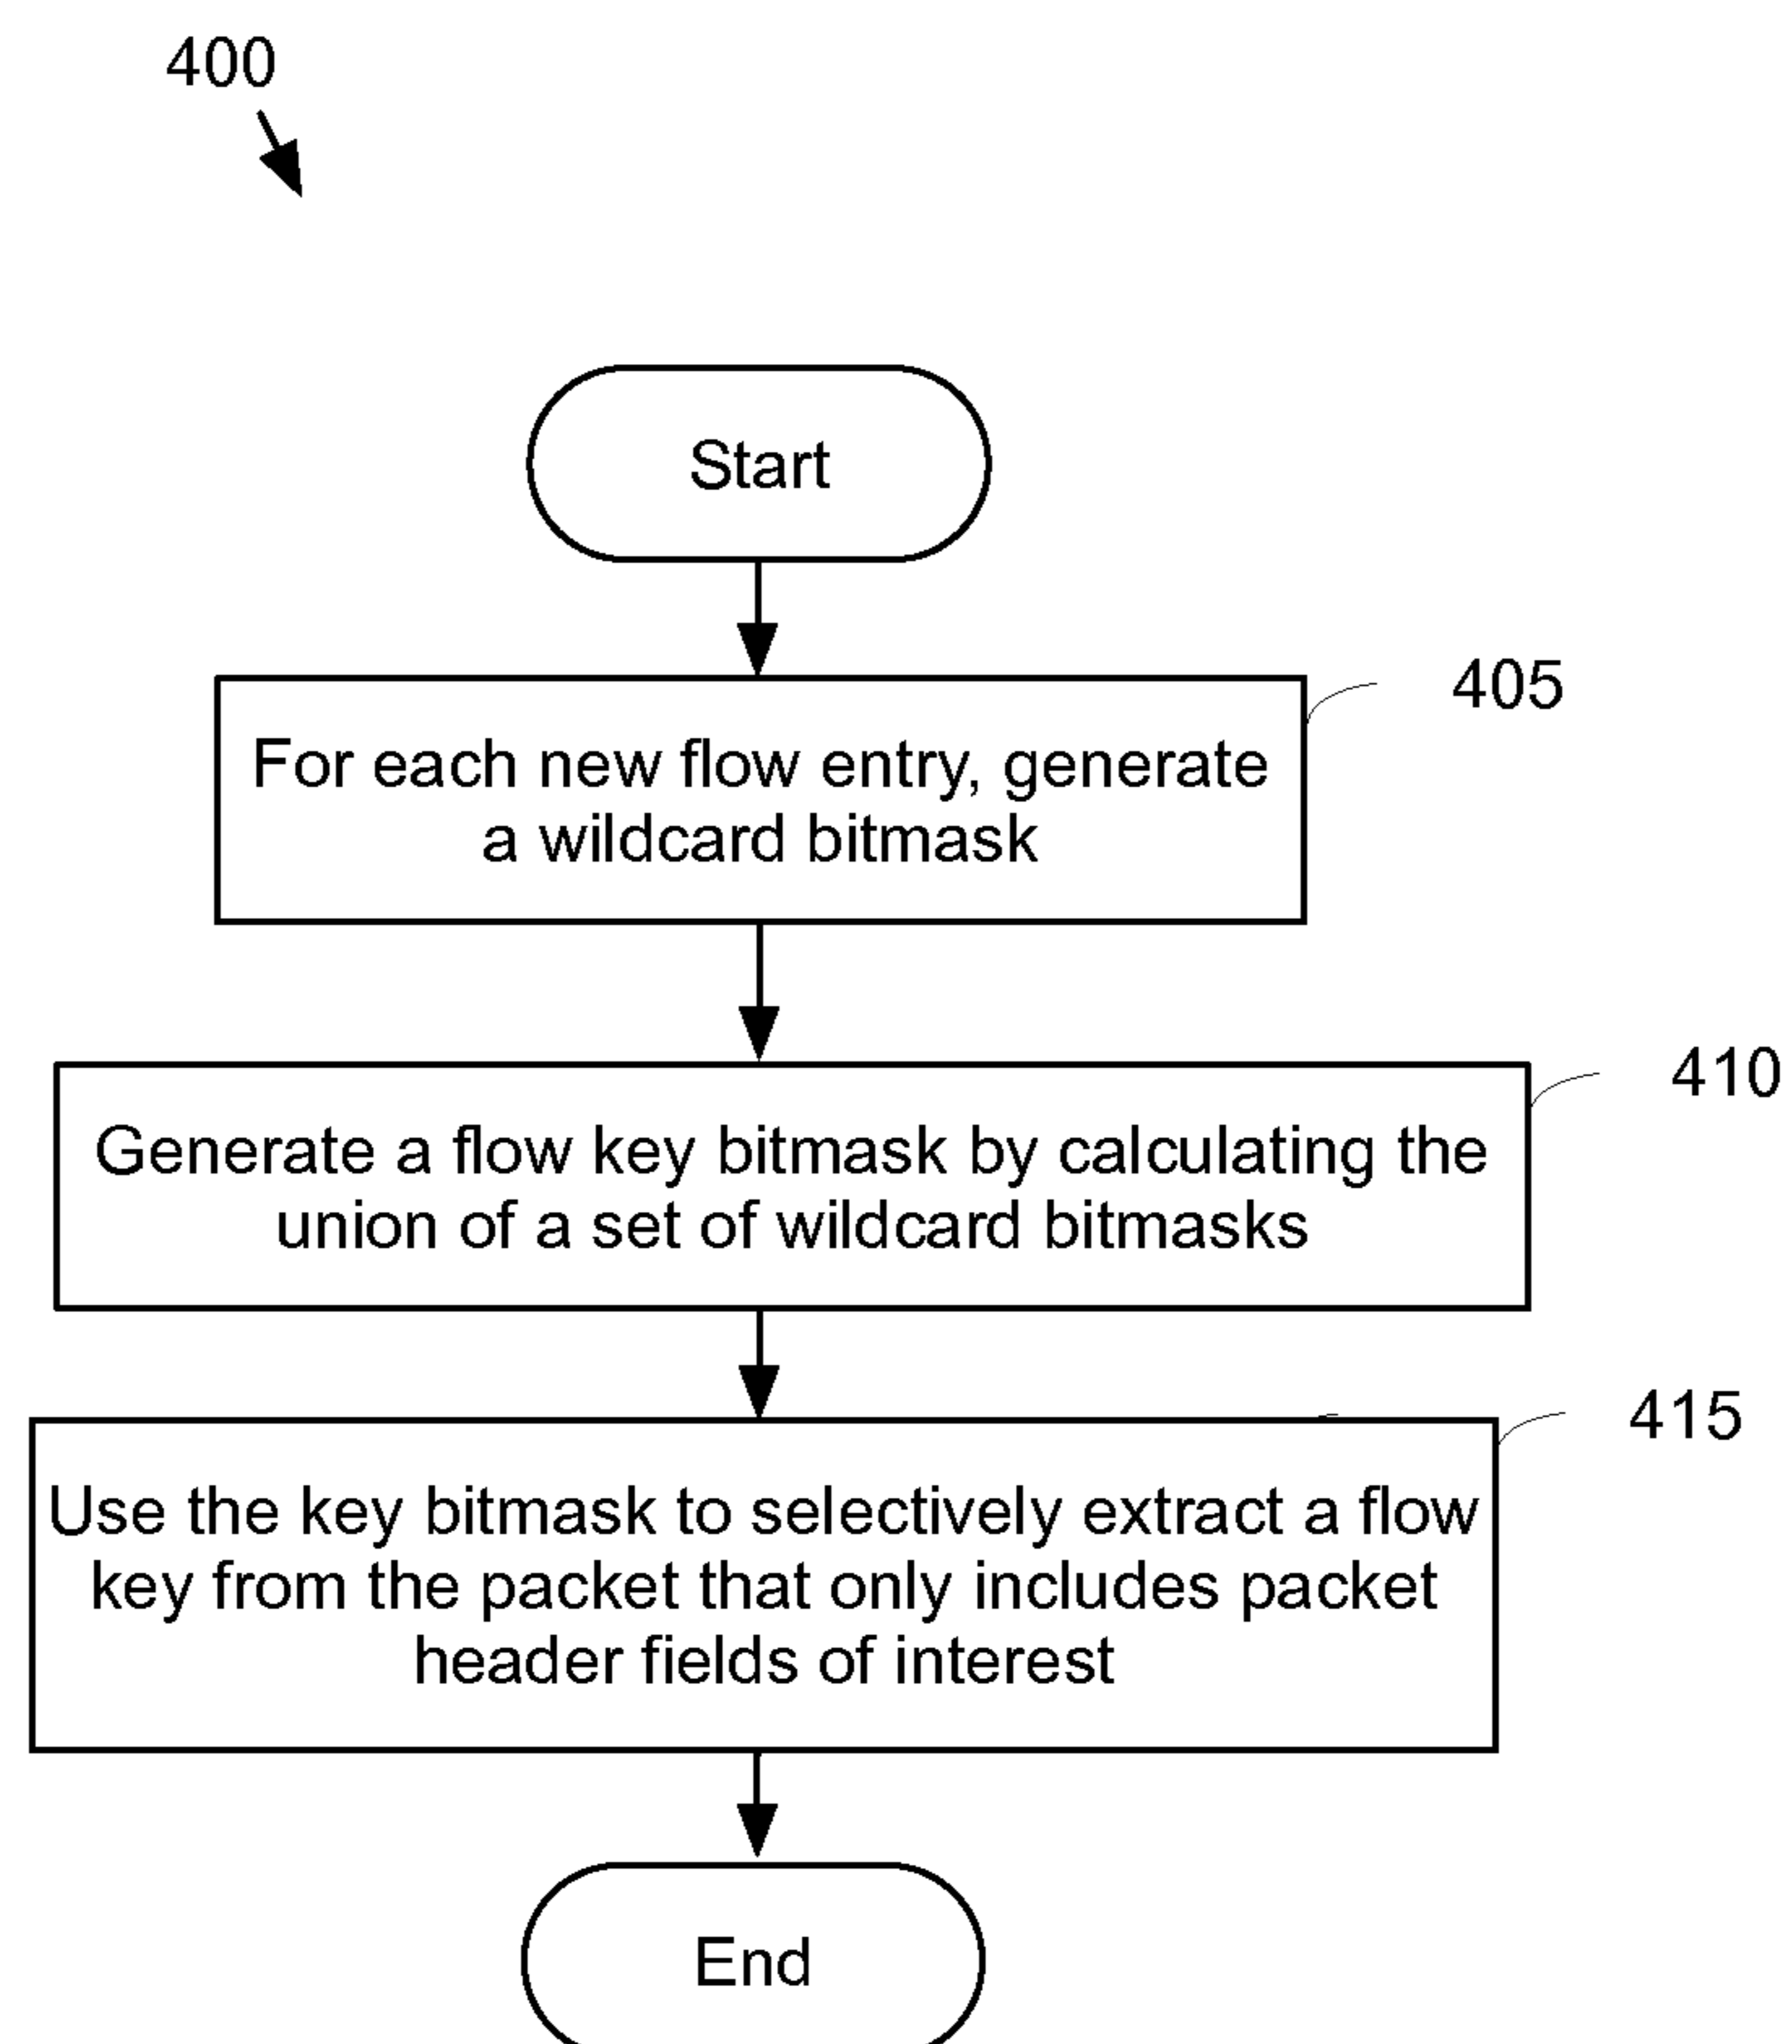 400
Start
405
For each new flow entry, generate
a wildcard bitmask
410
Generate a flow key bitmask by calculating the
union of a set of wildcard bitmasks
415
Use the key bitmask to selectively extract a flow
key from the packet that only includes packet
header fields of interest
End